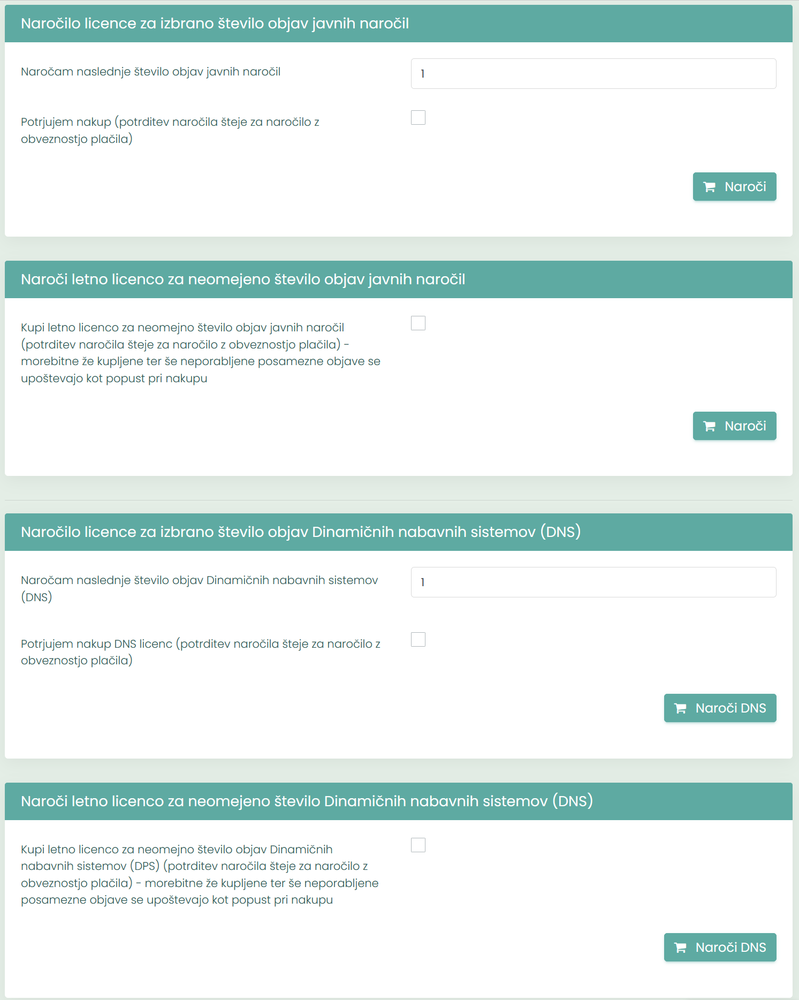 Naročilo licence za izbrano število objav javnih naročil
Naročam naslednje število objav javnih naročil
1
Potrjujem nakup (potrditev naročila šteje za naročilo z
obveznostjo plačila)
Naroči
Naroči letno licenco za neomejeno število objav javnih naročil
Kupi letno licenco za neomejno število objav javnih naročil
(potrditev naročila šteje za naročilo z obveznostjo plačila) -
morebitne že kupljene ter še neporabljene posamezne objave se
upoštevajo kot popust pri nakupu
Naroči
Naročilo licence za izbrano število objav Dinamičnih nabavnih sistemov (DNS)
Naročam naslednje število objav Dinamičnih nabavnih sistemov
(DNS)
1
Potrjujem nakup DNS licenc (potrditev naročila šteje za naročilo z
obveznostjo plačila)
Naroči DNS
Naroči letno licenco za neomejeno število Dinamičnih nabavnih sistemov (DNS)
Kupi letno licenco za neomejno število objav Dinamičnih
nabavnih sistemov (DPS) (potrditev naročila šteje za naročilo z
obveznostjo plačila) - morebitne že kupljene ter še neporabljene
posamezne objave se upoštevajo kot popust pri nakupu
Naroči DNS